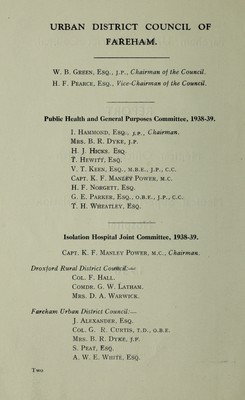 URBAN DISTRICT COUNCIL OF
FAREHAM.
W. B. Green, Esq., J.P., Chairman of the Council.
H. F. Pearce, Esq., Vice-Chairman of the Council.
Public Health and General Purposes Committee, 1938-39.
I. Hammond, Esq., J.P., Chairman.
Mrs. B. R. Dyke, J.P.
H. J. Hicks, Esq.
T. Hewitt, Esq.
V. T. Keen, Esq., M.B.E., J.P., C.C.
Capt. K. F. Manley Power, M.C.
H. F. Norgett, Esq.
G. E. Parker, Esq., O.B.E., J.P., C.C.
T. H. Wheatley, Esq.
Isolation Hospital Joint Committee, 1938-39.
Capt. K. F. Manley Power, M.C., Chairman.
Droxford Rural District Council:—
Col. F. Hall.
Comdr. G. W. Latham.
Mrs. D. A. Warwick.
Fareham Urban District Council:—
J. Alexander, Esq.
Col. G. R. Curtis, T.D., O.B.E.
Mrs. B. R. Dyke, J.P.
S. Peat, Esq.
A. W. E. White, Esq.
Two